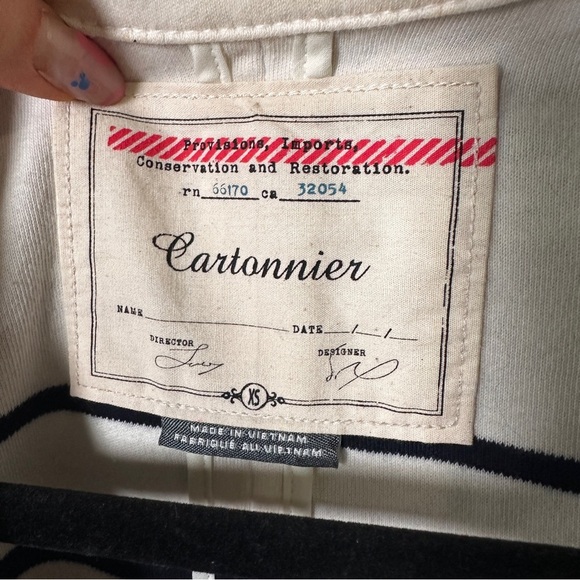 Provisions, Imports,
Conservation and Restoration.
rn 66170 ca 32054
Cartonnier
NAME DATE / /
DIRECTOR DESIGNER
XS
MADE IN VIETNAM
FABRIQUÉ AU VIETNAM